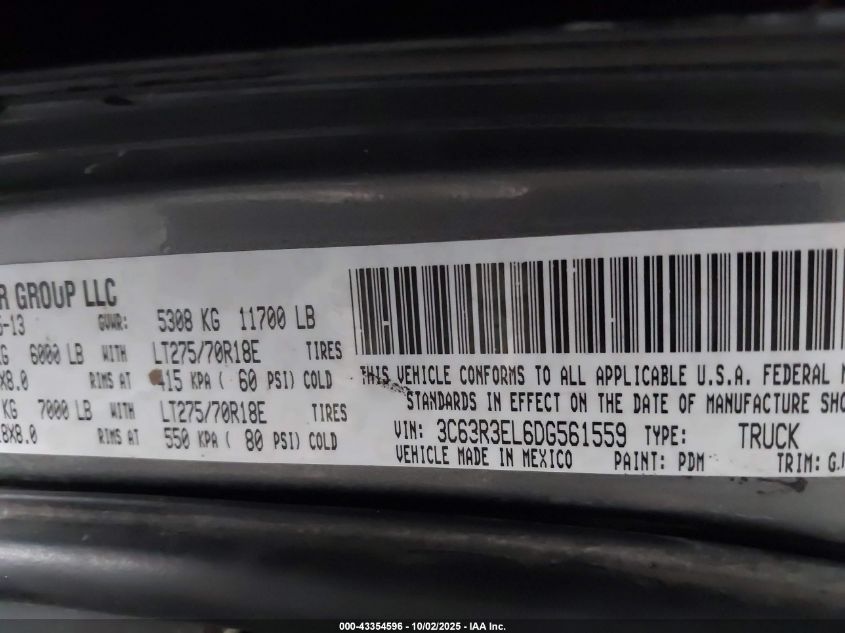 R GROUP LLC
-13 GVWR: 5308 KG 11700 LB
KG 6000 LB WITH LT275/70R18E TIRES
X8.0 RIMS AT 415 KPA ( 60 PSI) COLD
KG 7000 LB WITH LT275/70R18E TIRES
8X8.0 RIMS AT 550 KPA ( 80 PSI) COLD
THIS VEHICLE CONFORMS TO ALL APPLICABLE U.S.A. FEDERAL M
STANDARDS IN EFFECT ON THE DATE OF MANUFACTURE SHO
VIN: 3C63R3EL6DG561559 TYPE: TRUCK
VEHICLE MADE IN MEXICO PAINT: PDM TRIM:
000-43354596 - 10/02/2025 - IAA Inc.